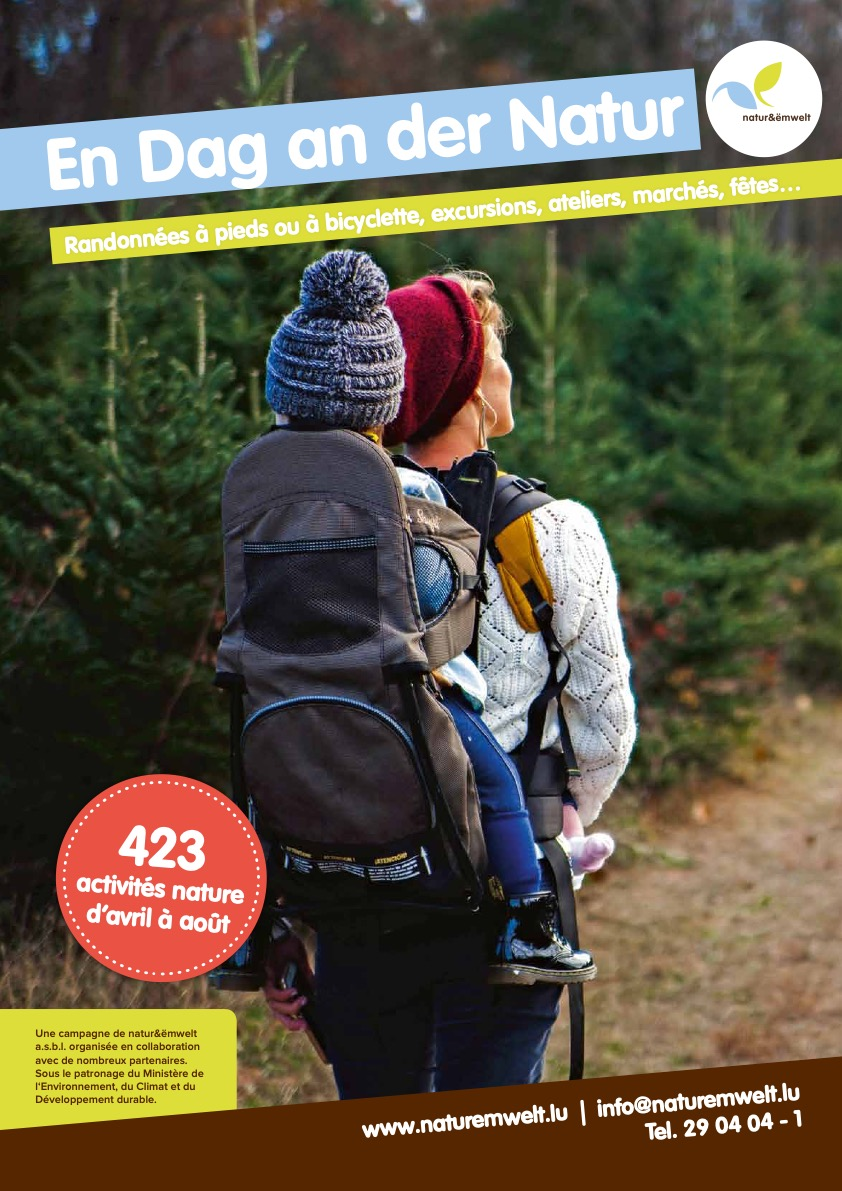 En Dag an der Natur
natur&ëmwelt
Randonnées à pieds ou à bicyclette, excursions, ateliers, marchés, fêtes...
423
activités nature
d'avril à août
Une campagne de natur&ëmwelt
a.s.b.l. organisée en collaboration
avec de nombreux partenaires.
Sous le patronage du Ministère de
l'Environnement, du Climat et du
Développement durable.
www.naturemwelt.lu | info@naturemwelt.lu
Tel. 29 04 04 - 1